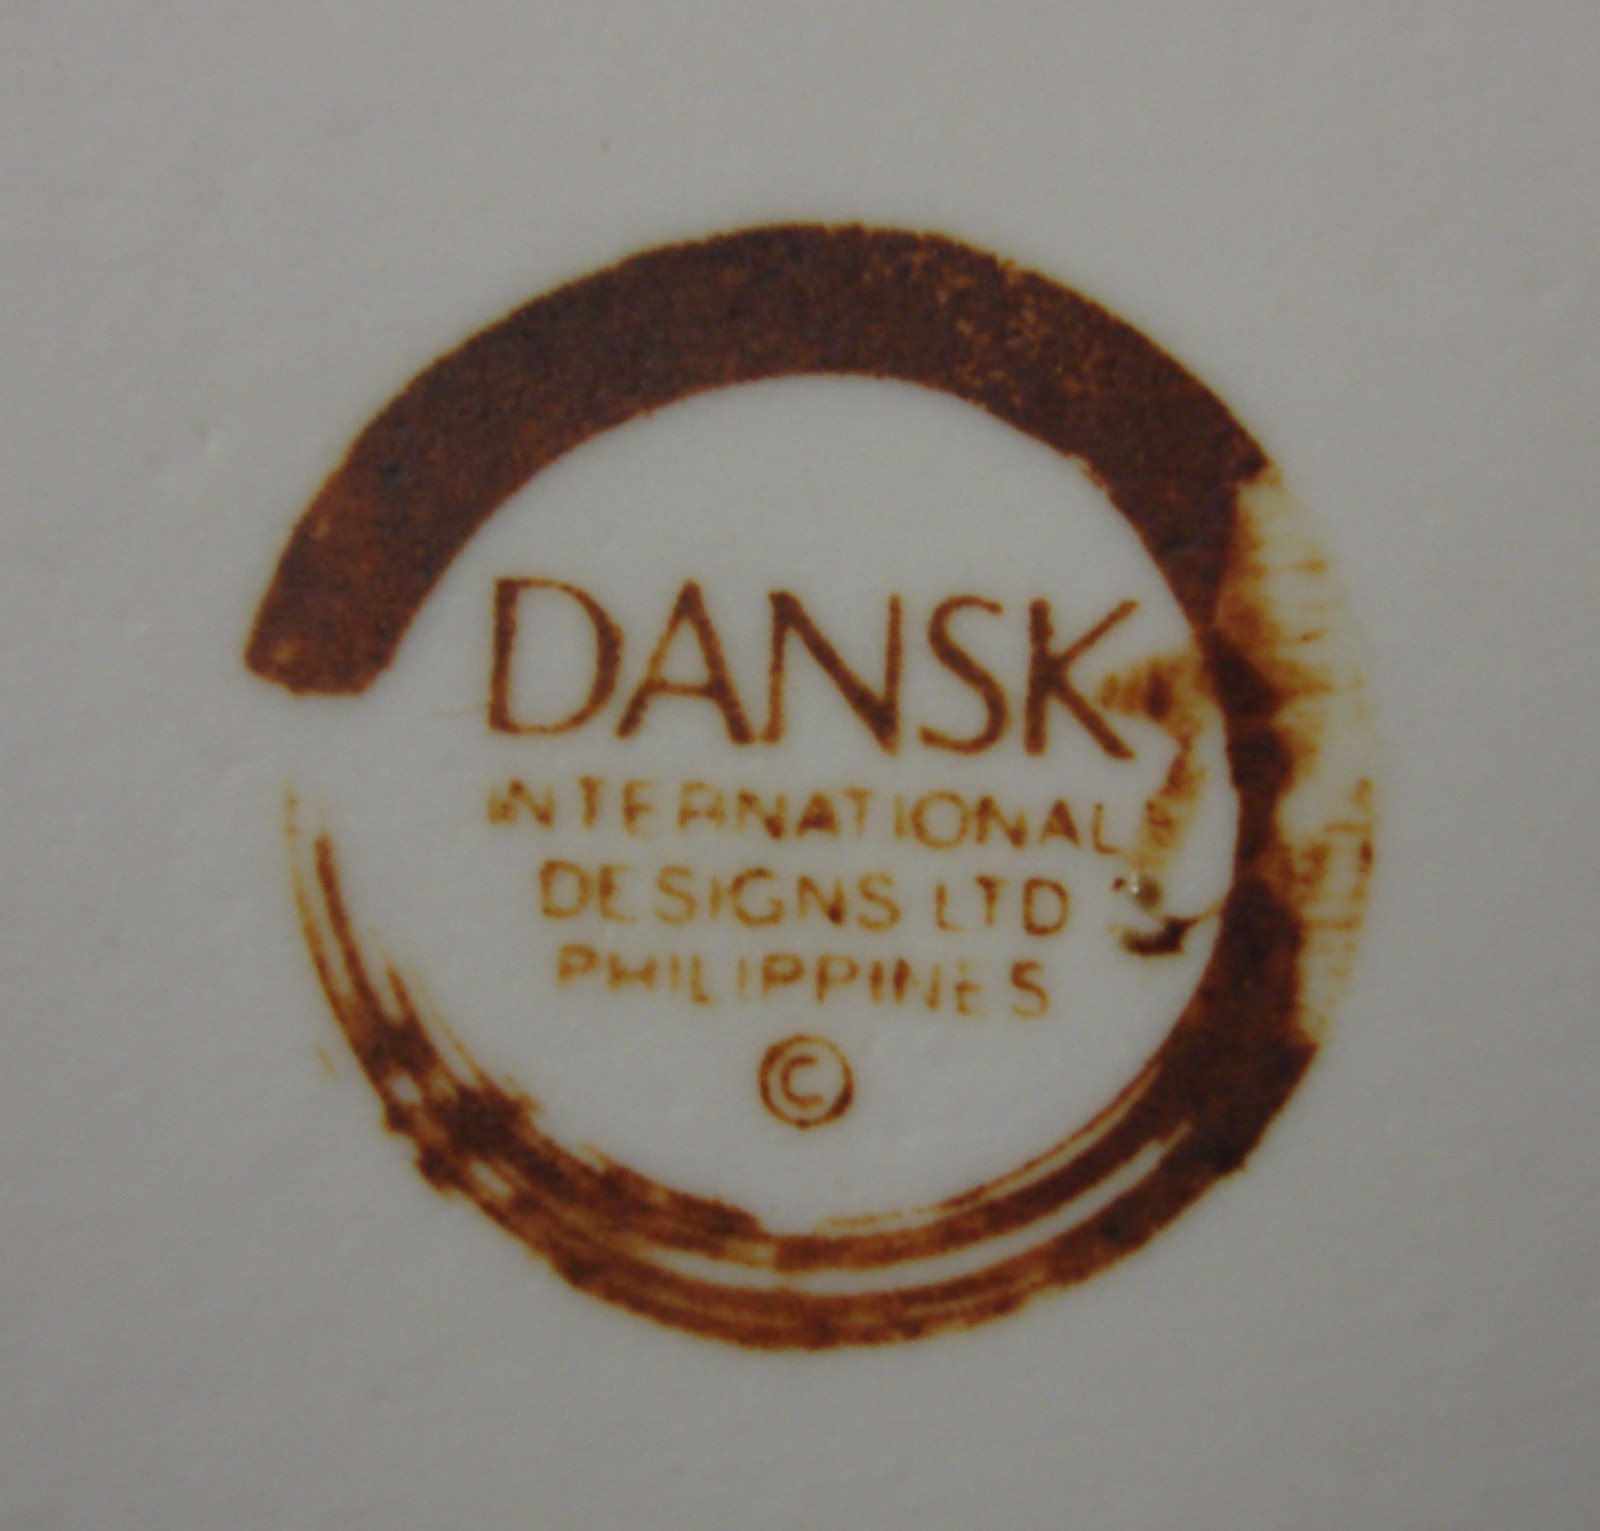 DANSK
INTERNATIONAL
DESIGNS LTD
PHILIPPINES
©